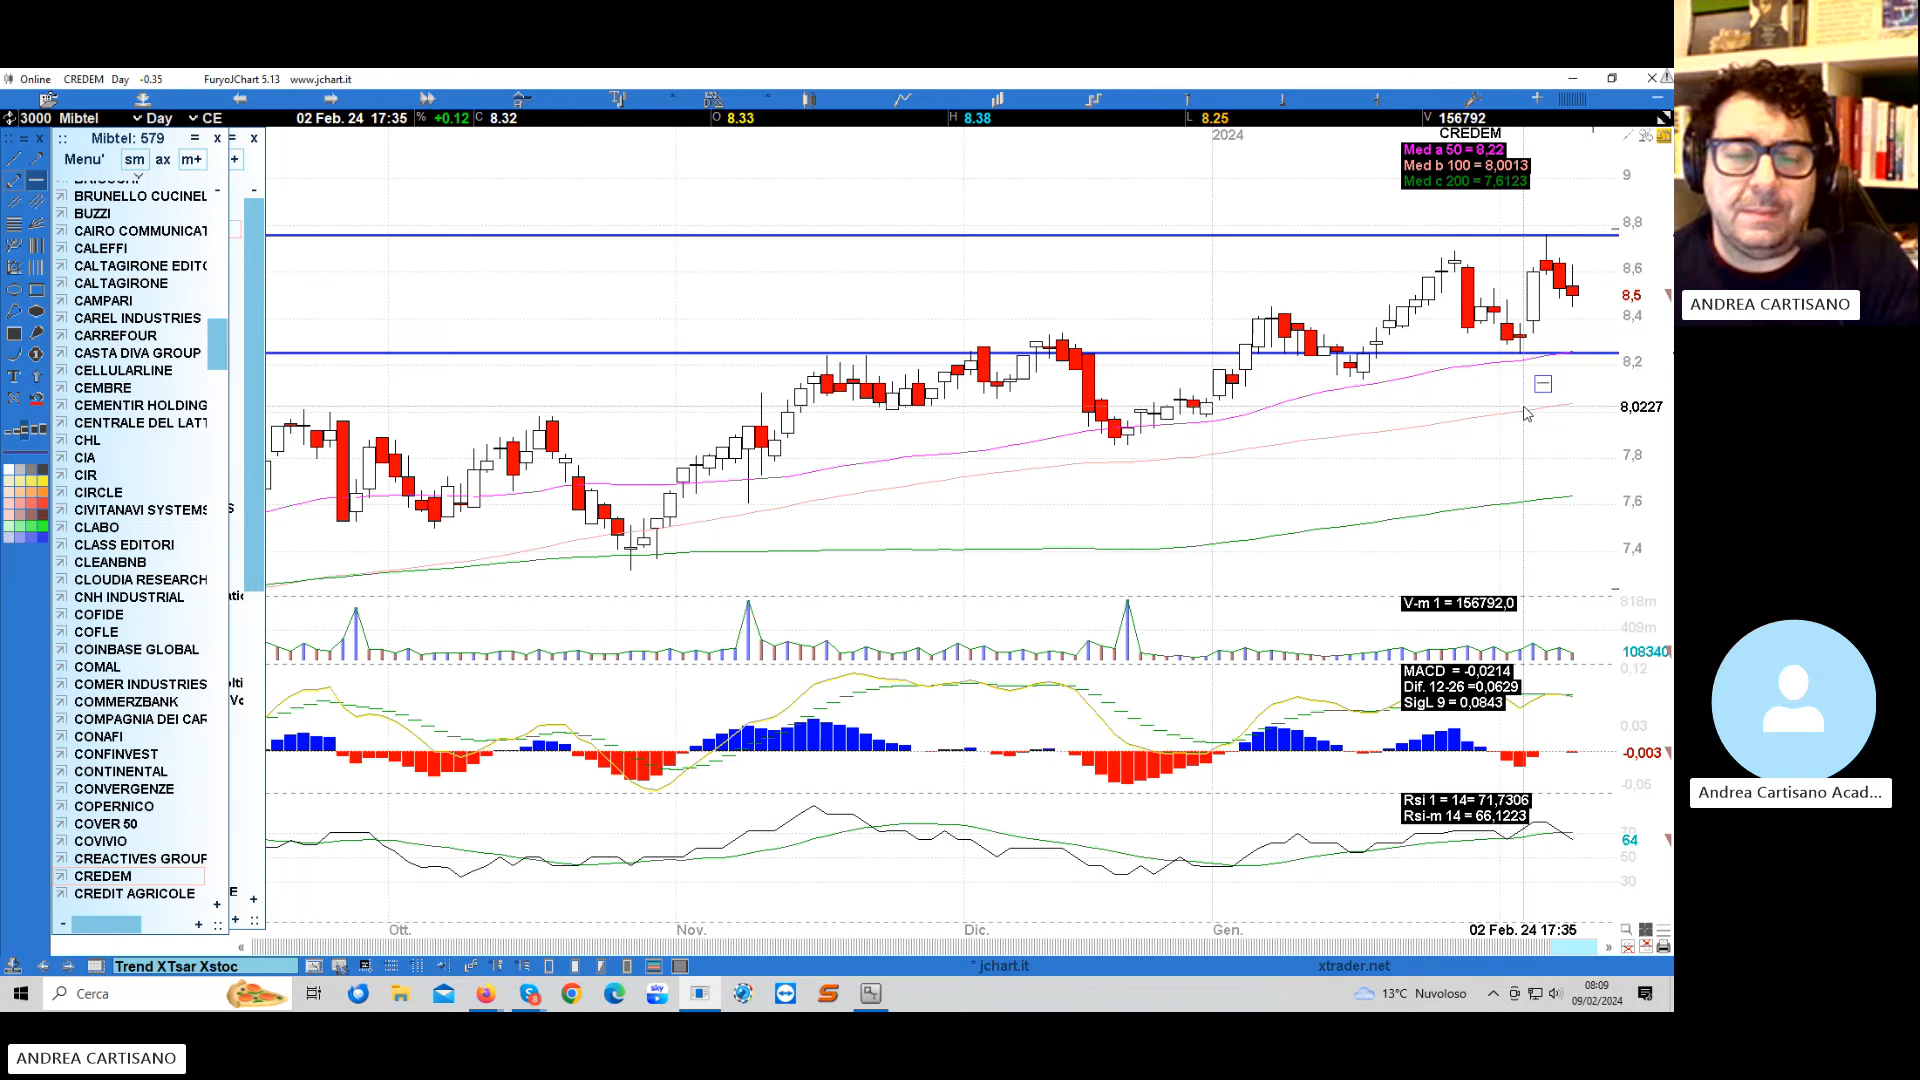 Online CREDEM Day -0.35 FuryoJChart 5.13 www.jchart.it
3000 Mibtel Day CE 02 Feb. 24 17:35 % +0.12 C 8.32 O 8.33 H 8.38 L 8.25 V 156792
Mibtel: 579 = x = x
Menu' sm ax m+ +
BRUNELLO CUCINEL
BUZZI
CAIRO COMMUNICAT
CALEFFI
CALTAGIRONE EDITO
CALTAGIRONE
CAMPARI
CAREL INDUSTRIES
CARREFOUR
CASTA DIVA GROUP
CELLULARLINE
CEMBRE
CEMENTIR HOLDING
CENTRALE DEL LATT
CHL
CIA
CIR
CIRCLE
CIVITANAVI SYSTEMS
CLABO
CLASS EDITORI
CLEANBNB
CLOUDIA RESEARCH
CNH INDUSTRIAL
COFIDE
COFLE
COINBASE GLOBAL
COMAL
COMER INDUSTRIES
COMMERZBANK
COMPAGNIA DEI CAR
CONAFI
CONFINVEST
CONTINENTAL
CONVERGENZE
COPERNICO
COVER 50
COVIVIO
CREACTIVES GROUP
CREDEM
CREDIT AGRICOLE
2024
CREDEM
Med a 50 = 8,22
Med b 100 = 8,0013
Med c 200 = 7,6123
9
8,8
8,6
8,5
8,4
8,2
8,0227
7,8
7,6
7,4
V-m 1 = 156792,0
818m
409m
108340
MACD = -0,0214
Dif. 12-26 =0,0629
SigL 9 = 0,0843
0,12
0,03
-0,003
-0,05
Rsi 1 = 14= 71,7306
Rsi-m 14 = 66,1223
70
64
50
30
Ott. Nov. Dic. Gen. 02 Feb. 24 17:35
Trend XTsar Xstoc
* jchart.it xtrader.net
Cerca
13°C Nuvoloso
08:09
09/02/2024
ANDREA CARTISANO
Andrea Cartisano Acad...
ANDREA CARTISANO